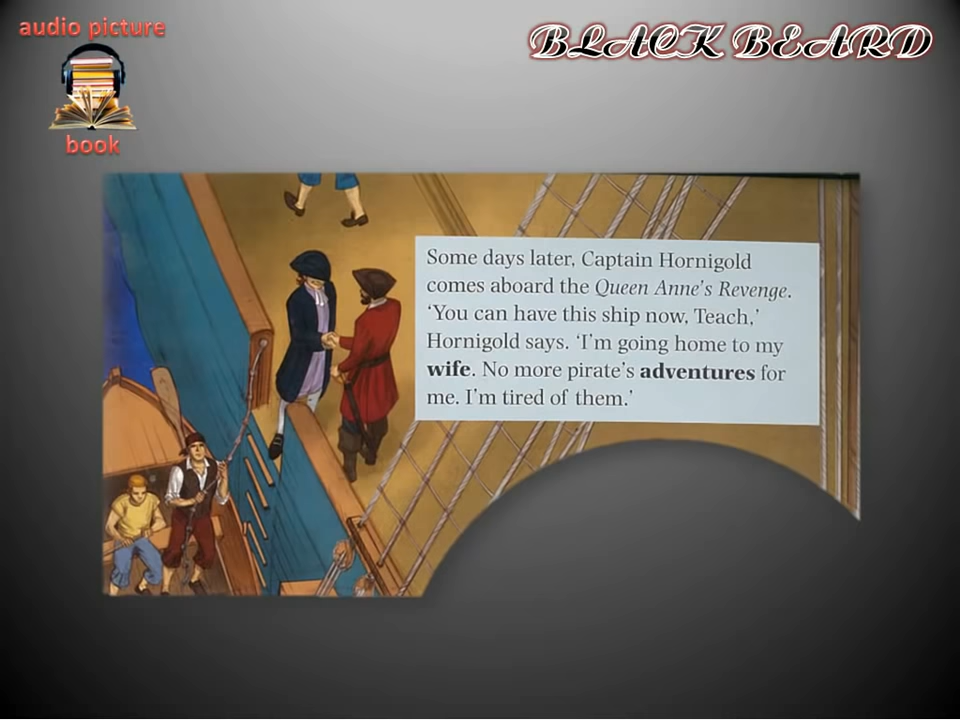 audio picture
book
BLACK BEARD
Some days later, Captain Hornigold
comes aboard the Queen Anne's Revenge.
‘You can have this ship now, Teach,’
Hornigold says. ‘I'm going home to my
wife. No more pirate's adventures for
me. I'm tired of them.’